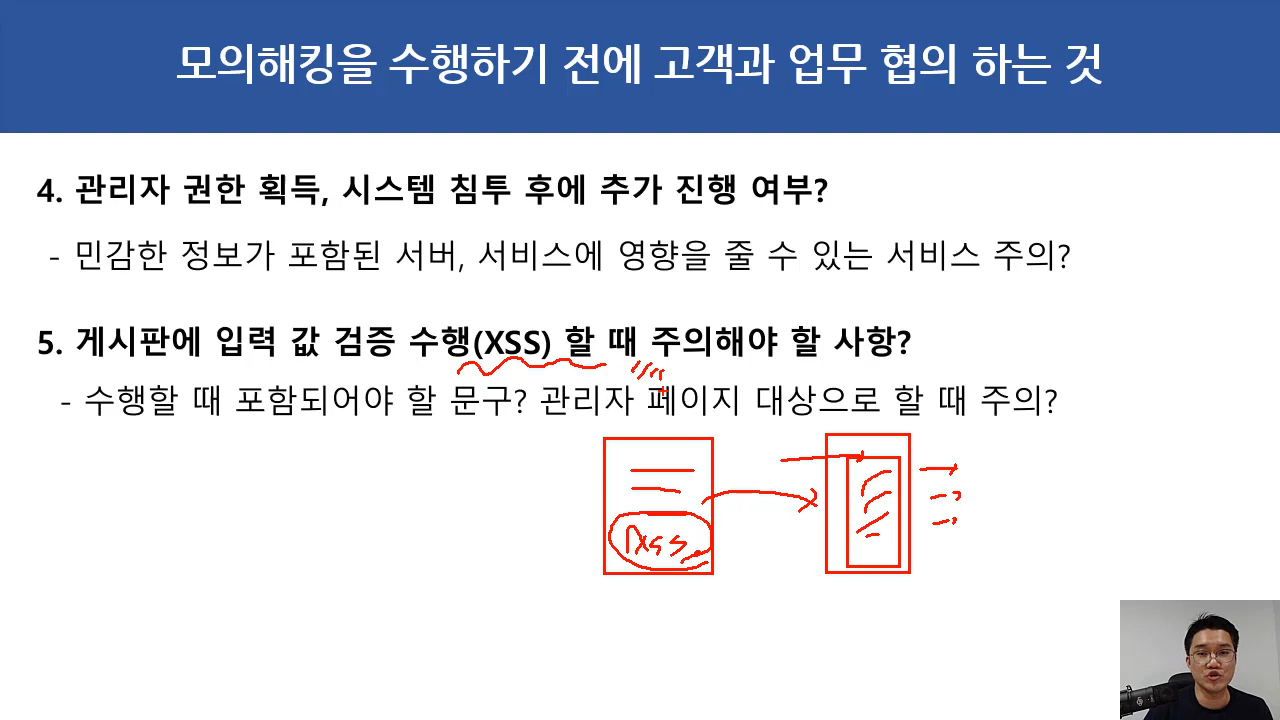 모의해킹을 수행하기 전에 고객과 업무 협의 하는 것
4. 관리자 권한 획득, 시스템 침투 후에 추가 진행 여부?
- 민감한 정보가 포함된 서버, 서비스에 영향을 줄 수 있는 서비스 주의?
5. 게시판에 입력 값 검증 수행(XSS) 할 때 주의해야 할 사항?
- 수행할 때 포함되어야 할 문구? 관리자 페이지 대상으로 할 때 주의?